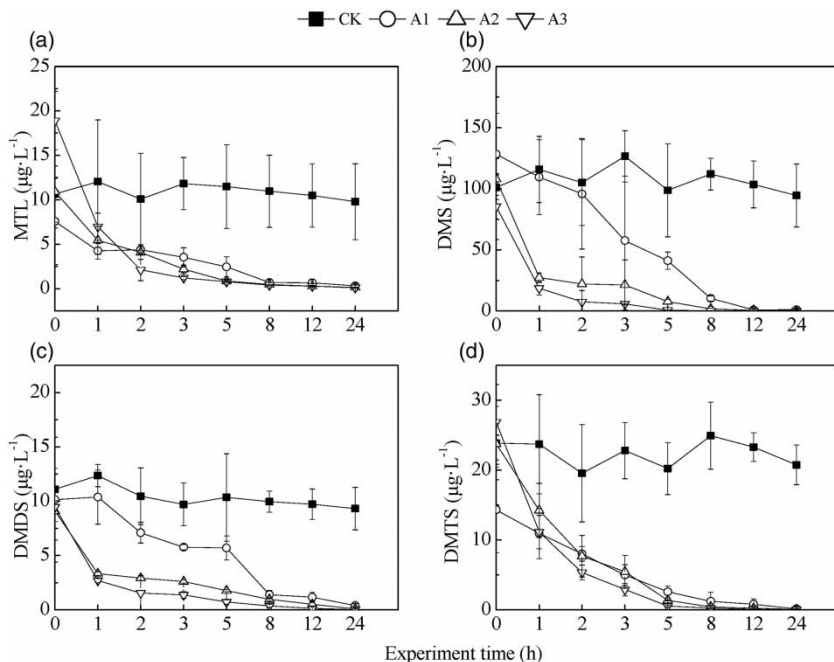 CK A1 A2 A3
(a)
MTL (µg·L⁻¹)
25
20
15
10
5
0
0 1 2 3 5 8 12 24
(b)
DMS (µg·L⁻¹)
200
150
100
50
0
0 1 2 3 5 8 12 24
(c)
DMDS (µg·L⁻¹)
20
15
10
5
0
0 1 2 3 5 8 12 24
(d)
DMTS (µg·L⁻¹)
30
20
10
0
0 1 2 3 5 8 12 24
Experiment time (h)